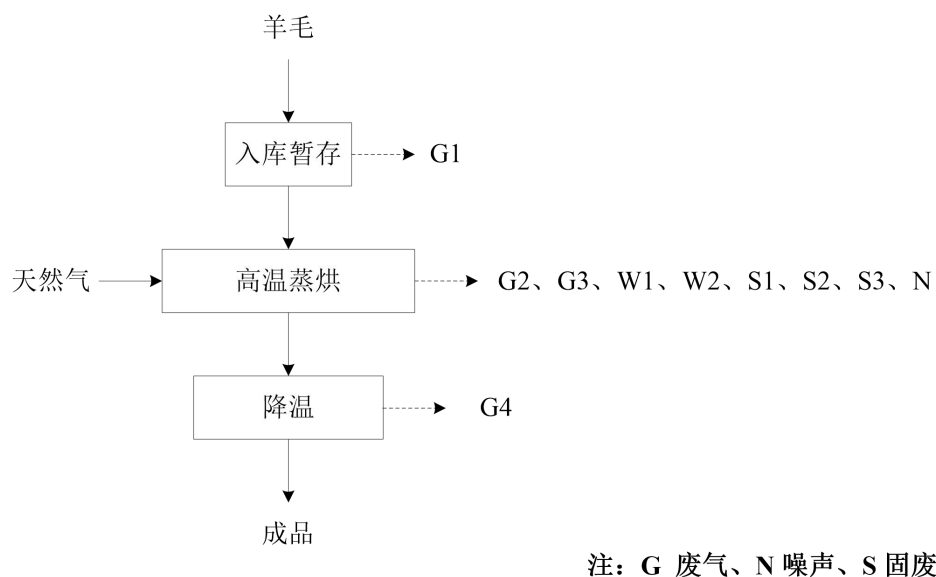 羊毛
入库暂存
G1
天然气
高温蒸烘
G2、G3、W1、W2、S1、S2、S3、N
降温
G4
成品
注：G 废气、N 噪声、S 固废